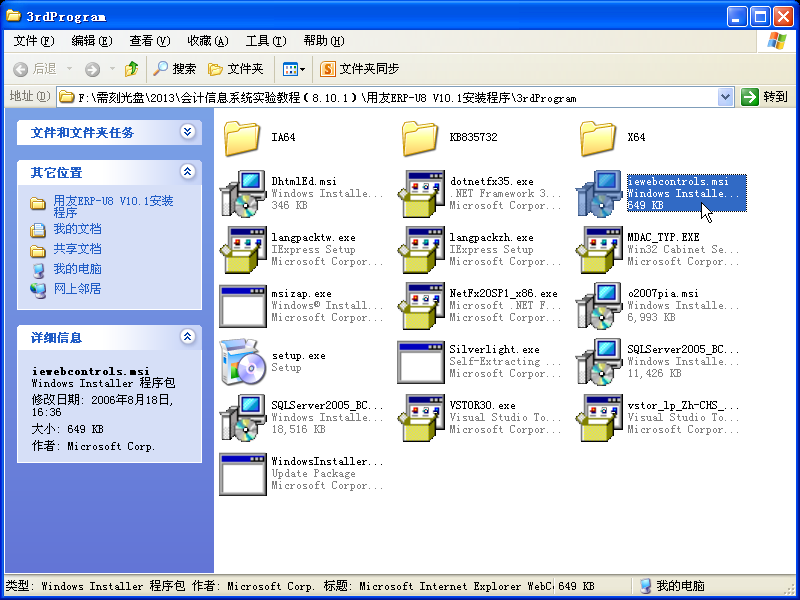 3rdProgram
文件(F) 编辑(E) 查看(V) 收藏(A) 工具(T) 帮助(H)
后退 搜索 文件夹 文件夹同步
地址(D) F:\需刻光盘\2013\会计信息系统实验教程(8.10.1)\用友ERP-U8 V10.1安装程序\3rdProgram 转到
文件和文件夹任务
其它位置
用友ERP-U8 V10.1安装
程序
我的文档
共享文档
我的电脑
网上邻居
详细信息
iewebcontrols.msi
Windows Installer 程序包
修改日期: 2006年8月18日,
16:36
大小: 649 KB
作者: Microsoft Corp.
IA64
KB835732
X64
DhtmlEd.msi
Windows Installe...
346 KB
dotnetfx35.exe
.NET Framework 3...
Microsoft Corpor...
iewebcontrols.msi
Windows Installe...
649 KB
langpacktw.exe
IExpress Setup
Microsoft Corpor...
langpackzh.exe
IExpress Setup
Microsoft Corpor...
MDAC_TYP.EXE
Win32 Cabinet Se...
Microsoft Corpor...
msizap.exe
Windows® Install...
Microsoft Corpor...
NetFx20SP1_x86.exe
Microsoft .NET F...
Microsoft Corpor...
o2007pia.msi
Windows Installe...
6,993 KB
setup.exe
Setup
Silverlight.exe
Self-Extracting ...
Microsoft Corpor...
SQLServer2005_BC...
Windows Installe...
11,426 KB
SQLServer2005_BC...
Windows Installe...
18,516 KB
VSTOR30.exe
Visual Studio To...
Microsoft Corpor...
vstor_lp_Zh-CHS_...
Visual Studio To...
Microsoft Corpor...
WindowsInstaller...
Update Package
Microsoft Corpor...
类型: Windows Installer 程序包 作者: Microsoft Corp. 标题: Microsoft Internet Explorer WebC 649 KB 我的电脑